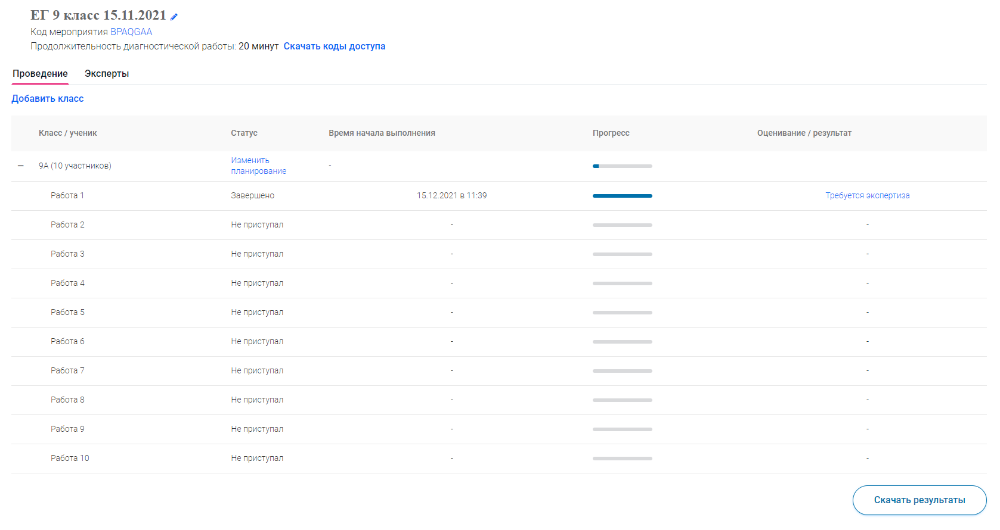 ЕГ 9 класс 15.11.2021
Код мероприятия BPAQGAA
Продолжительность диагностической работы: 20 минут Скачать коды доступа
Проведение Эксперты
Добавить класс
Класс / ученик Статус Время начала выполнения Прогресс Оценивание / результат
9А (10 участников) Изменить планирование -
Работа 1 Завершено 15.12.2021 в 11:39 Требуется экспертиза
Работа 2 Не приступал - -
Работа 3 Не приступал - -
Работа 4 Не приступал - -
Работа 5 Не приступал - -
Работа 6 Не приступал - -
Работа 7 Не приступал - -
Работа 8 Не приступал - -
Работа 9 Не приступал - -
Работа 10 Не приступал - -
Скачать результаты